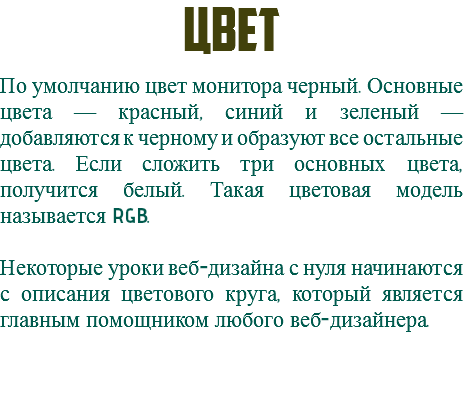 ЦВЕТ
По умолчанию цвет монитора черный. Основные
цвета — красный, синий и зеленый —
добавляются к черному и образуют все остальные
цвета. Если сложить три основных цвета,
получится белый. Такая цветовая модель
называется RGB.
Некоторые уроки веб-дизайна с нуля начинаются
с описания цветового круга, который является
главным помощником любого веб-дизайнера.